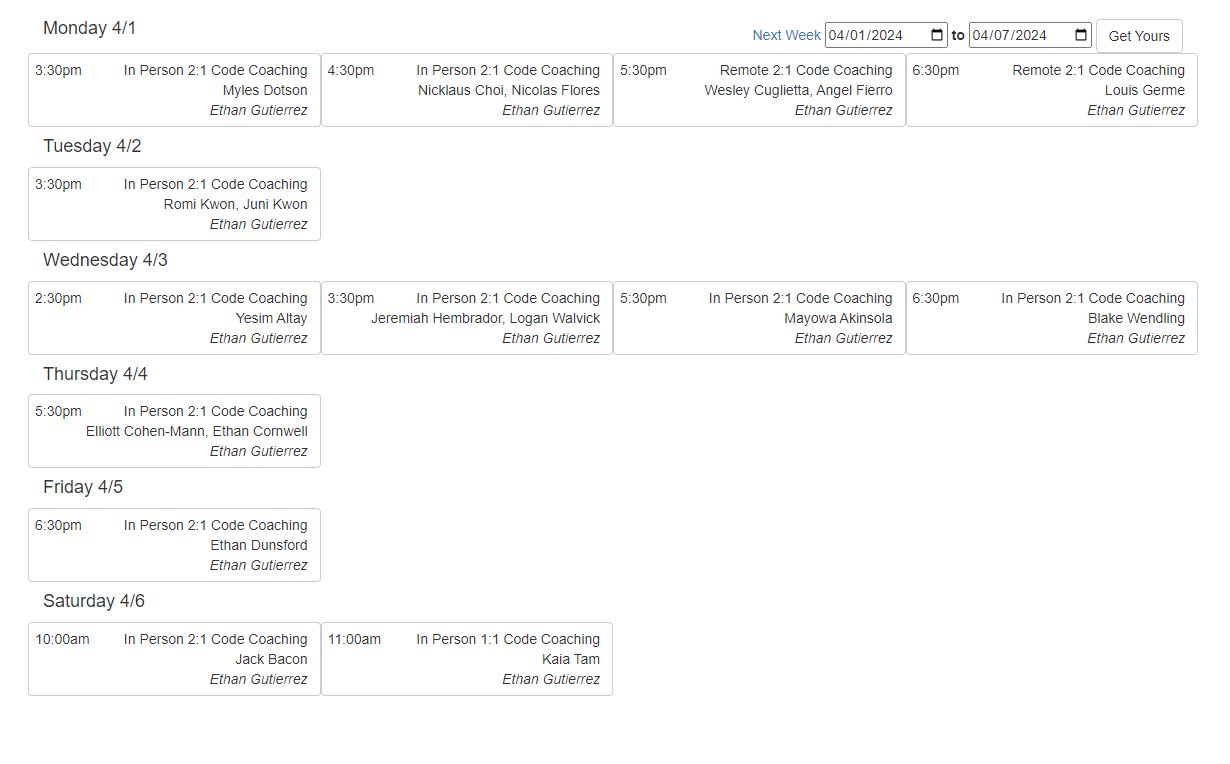 Monday 4/1
Next Week 04/01/2024 to 04/07/2024 Get Yours
3:30pm In Person 2:1 Code Coaching
Myles Dotson
Ethan Gutierrez
4:30pm In Person 2:1 Code Coaching
Nicklaus Choi, Nicolas Flores
Ethan Gutierrez
5:30pm Remote 2:1 Code Coaching
Wesley Cuglietta, Angel Fierro
Ethan Gutierrez
6:30pm Remote 2:1 Code Coaching
Louis Germe
Ethan Gutierrez
Tuesday 4/2
3:30pm In Person 2:1 Code Coaching
Romi Kwon, Juni Kwon
Ethan Gutierrez
Wednesday 4/3
2:30pm In Person 2:1 Code Coaching
Yesim Altay
Ethan Gutierrez
3:30pm In Person 2:1 Code Coaching
Jeremiah Hembrador, Logan Walvick
Ethan Gutierrez
5:30pm In Person 2:1 Code Coaching
Mayowa Akinsola
Ethan Gutierrez
6:30pm In Person 2:1 Code Coaching
Blake Wendling
Ethan Gutierrez
Thursday 4/4
5:30pm In Person 2:1 Code Coaching
Elliott Cohen-Mann, Ethan Cornwell
Ethan Gutierrez
Friday 4/5
6:30pm In Person 2:1 Code Coaching
Ethan Dunsford
Ethan Gutierrez
Saturday 4/6
10:00am In Person 2:1 Code Coaching
Jack Bacon
Ethan Gutierrez
11:00am In Person 1:1 Code Coaching
Kaia Tam
Ethan Gutierrez